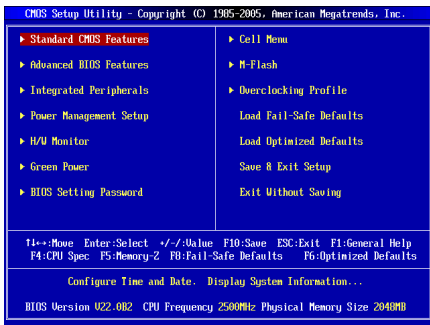 CMOS Setup Utility - Copyright (C) 1985-2005, American Megatrends, Inc.
▸ Standard CMOS Features
▸ Advanced BIOS Features
▸ Integrated Peripherals
▸ Power Management Setup
▸ H/W Monitor
▸ Green Power
▸ BIOS Setting Password
▸ Cell Menu
▸ M-Flash
▸ Overclocking Profile
Load Fail-Safe Defaults
Load Optimized Defaults
Save & Exit Setup
Exit Without Saving
↑↓←→:Move Enter:Select +/-/:Value F10:Save ESC:Exit F1:General Help
F4:CPU Spec F5:Memory-Z F8:Fail-Safe Defaults F6:Optimized Defaults
Configure Time and Date. Display System Information...
BIOS Version V22.0B2 CPU Frequency 2500MHz Physical Memory Size 2048MB